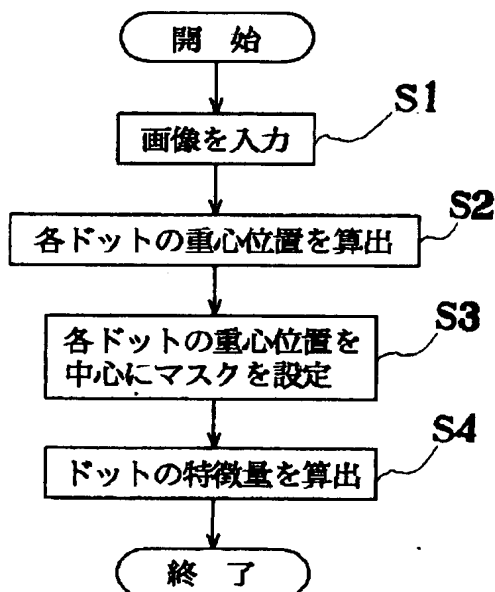 開 始
S1
画像を入力
S2
各ドットの重心位置を算出
S3
各ドットの重心位置を
中心にマスクを設定
S4
ドットの特徴量を算出
終 了